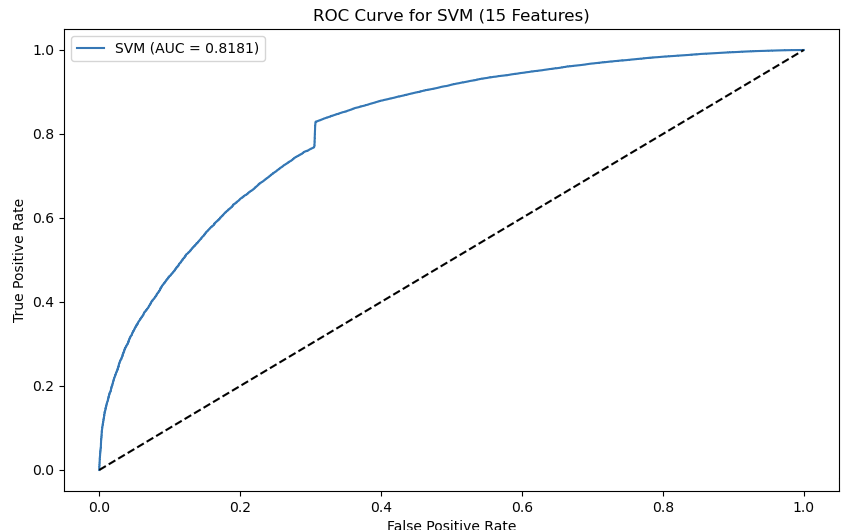 ROC Curve for SVM (15 Features)
SVM (AUC = 0.8181)
True Positive Rate
1.0
0.8
0.6
0.4
0.2
0.0
0.0 0.2 0.4 0.6 0.8 1.0
False Positive Rate